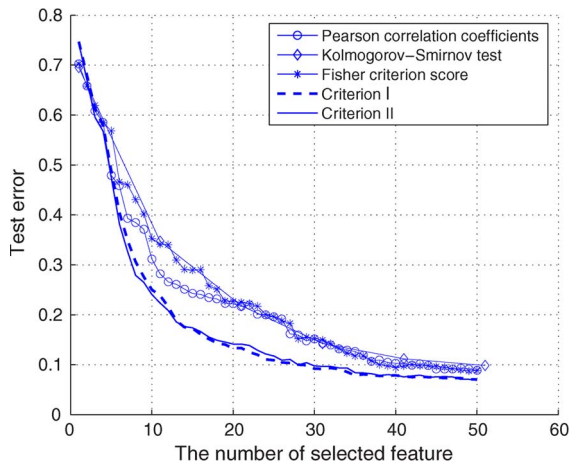 Pearson correlation coefficients
Kolmogorov−Smirnov test
Fisher criterion score
Criterion I
Criterion II
0.8
0.7
0.6
0.5
0.4
0.3
0.2
0.1
0
Test error
0 10 20 30 40 50 60
The number of selected feature